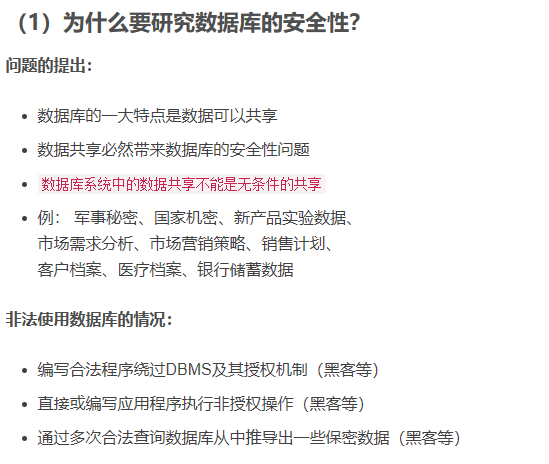 （1）为什么要研究数据库的安全性？
问题的提出：
数据库的一大特点是数据可以共享
数据共享必然带来数据库的安全性问题
数据库系统中的数据共享不能是无条件的共享
例： 军事秘密、国家机密、新产品实验数据、
市场需求分析、市场营销策略、销售计划、
客户档案、医疗档案、银行储蓄数据
非法使用数据库的情况：
编写合法程序绕过DBMS及其授权机制（黑客等）
直接或编写应用程序执行非授权操作（黑客等）
通过多次合法查询数据库从中推导出一些保密数据（黑客等）